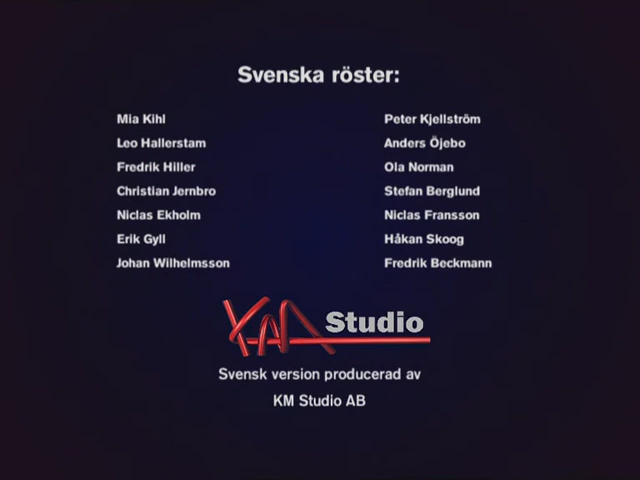 Svenska röster:
Mia Kihl
Leo Hallerstam
Fredrik Hiller
Christian Jernbro
Niclas Ekholm
Erik Gyll
Johan Wilhelmsson
Peter Kjellström
Anders Öjebo
Ola Norman
Stefan Berglund
Niclas Fransson
Håkan Skoog
Fredrik Beckmann
KM Studio
Svensk version producerad av
KM Studio AB